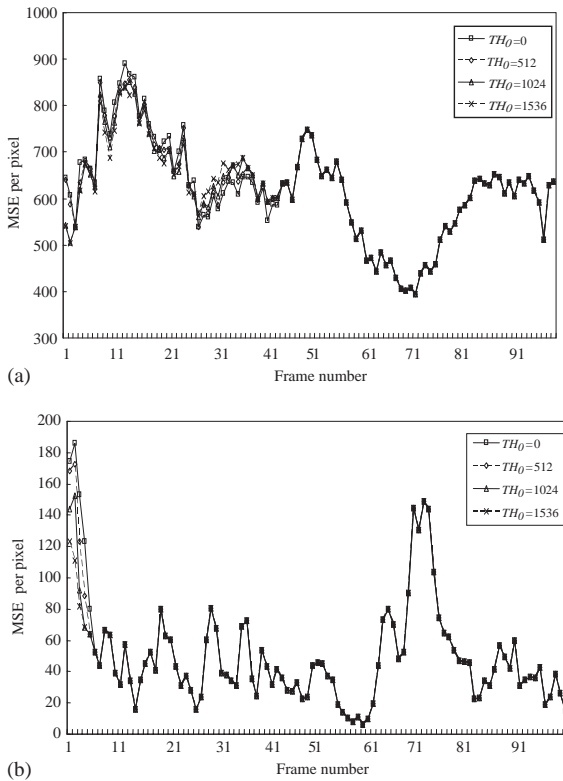 1000
900
800
700
600
500
400
300
MSE per pixel
TH0=0
TH0=512
TH0=1024
TH0=1536
1 11 21 31 41 51 61 71 81 91
Frame number
(a)
200
180
160
140
120
100
80
60
40
20
0
MSE per pixel
TH0=0
TH0=512
TH0=1024
TH0=1536
1 11 21 31 41 51 61 71 81 91
Frame number
(b)